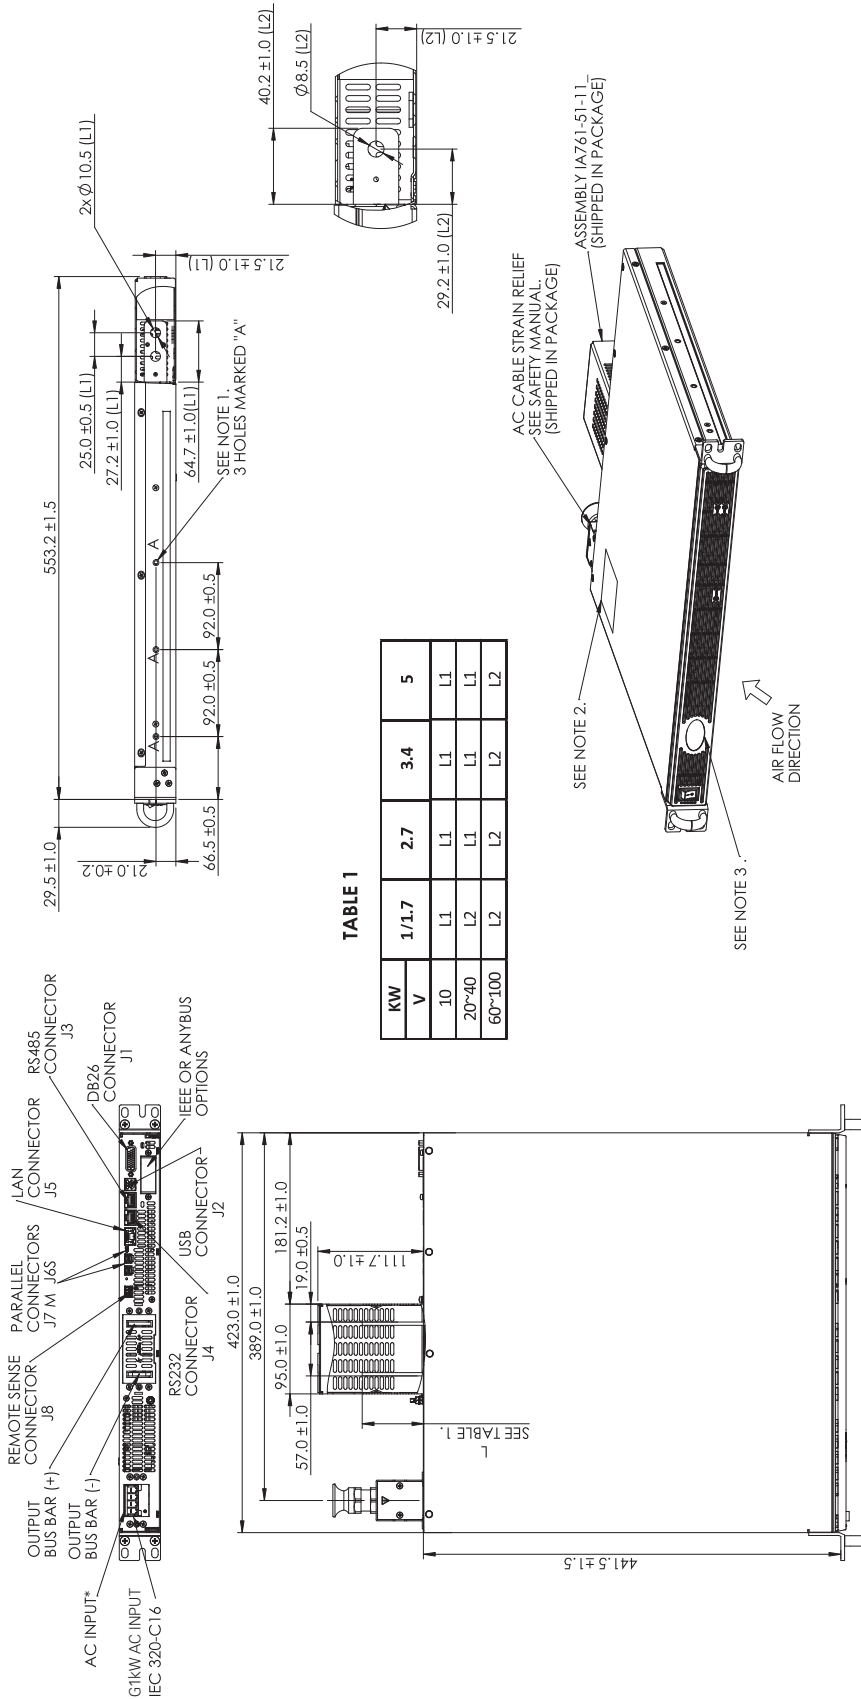 REMOTE SENSE
CONNECTOR
J8
PARALLEL
CONNECTORS
J7 M J6S
LAN
CONNECTOR
J5
RS485
CONNECTOR
J3
OUTPUT
BUS BAR (+)
OUTPUT
BUS BAR (-)
DB26
CONNECTOR
J1
AC INPUT*
G1kW AC INPUT
IEC 320-C16
RS232
CONNECTOR
J4
USB
CONNECTOR
J2
IEEE OR ANYBUS
OPTIONS
29.5 ±1.0
553.2 ±1.5
25.0 ±0.5 (L1)
27.2 ±1.0 (L1)
2x Ø10.5 (L1)
21.0 ±0.2
A
A
A
21.5 ±1.0 (L1)
66.5 ±0.5
92.0 ±0.5
92.0 ±0.5
64.7 ±1.0(L1)
SEE NOTE 1.
3 HOLES MARKED "A"
40.2 ±1.0 (L2)
Ø8.5 (L2)
21.5 ±1.0 (L2)
29.2 ±1.0 (L2)
423.0 ±1.0
389.0 ±1.0
57.0 ±1.0
95.0 ±1.0
19.0 ±0.5
181.2 ±1.0
111.7 ±1.0
L
SEE TABLE 1.
441.5 ±1.5
TABLE 1
KW 1/1.7 2.7 3.4 5
V
10 L1 L1 L1 L1
20~40 L2 L1 L1 L1
60~100 L2 L2 L2 L2
AC CABLE STRAIN RELIEF
SEE SAFETY MANUAL.
(SHIPPED IN PACKAGE)
ASSEMBLY IA761-51-11_
(SHIPPED IN PACKAGE)
SEE NOTE 2.
SEE NOTE 3 .
AIR FLOW
DIRECTION